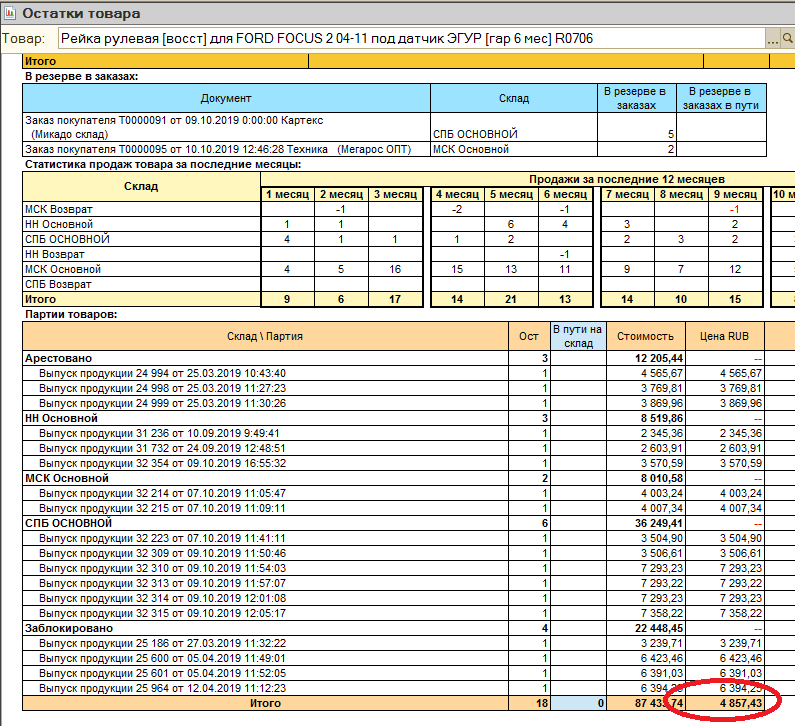 Остатки товара
Товар: Рейка рулевая [восст] для FORD FOCUS 2 04-11 под датчик ЭГУР [гар 6 мес] R0706 ...
Итого
В резерве в заказах:
Документ Склад В резерве в заказах В резерве в заказах в пути
Заказ покупателя Т0000091 от 09.10.2019 0:00:00 Картекс
(Микадо склад) СПБ ОСНОВНОЙ 5
Заказ покупателя Т0000095 от 10.10.2019 12:46:28 Техника (Мегарос ОПТ) МСК Основной 2
Статистика продаж товара за последние месяцы:
Склад Продажи за последние 12 месяцев
1 месяц 2 месяц 3 месяц 4 месяц 5 месяц 6 месяц 7 месяц 8 месяц 9 месяц 10 м
МСК Возврат -1 -2 -1 -1
НН Основной 1 1 6 4 3 2
СПБ ОСНОВНОЙ 4 1 1 1 2 2 3 2
НН Возврат -1
МСК Основной 4 5 16 15 13 11 9 7 12
СПБ Возврат
Итого 9 6 17 14 21 13 14 10 15
Партии товаров:
Склад \ Партия Ост В пути на склад Стоимость Цена RUB
Арестовано 3 12 205,44 --
Выпуск продукции 24 994 от 25.03.2019 10:43:40 1 4 565,67 4 565,67
Выпуск продукции 24 998 от 25.03.2019 11:27:23 1 3 769,81 3 769,81
Выпуск продукции 24 999 от 25.03.2019 11:30:26 1 3 869,96 3 869,96
НН Основной 3 8 519,86 --
Выпуск продукции 31 236 от 10.09.2019 9:49:41 1 2 345,36 2 345,36
Выпуск продукции 31 732 от 24.09.2019 12:48:51 1 2 603,91 2 603,91
Выпуск продукции 32 354 от 09.10.2019 16:55:32 1 3 570,59 3 570,59
МСК Основной 2 8 010,58 --
Выпуск продукции 32 214 от 07.10.2019 11:05:47 1 4 003,24 4 003,24
Выпуск продукции 32 215 от 07.10.2019 11:09:11 1 4 007,34 4 007,34
СПБ ОСНОВНОЙ 6 36 249,41 --
Выпуск продукции 32 223 от 07.10.2019 11:41:11 1 3 504,90 3 504,90
Выпуск продукции 32 309 от 09.10.2019 11:50:46 1 3 506,61 3 506,61
Выпуск продукции 32 310 от 09.10.2019 11:54:03 1 7 293,23 7 293,23
Выпуск продукции 32 313 от 09.10.2019 11:57:07 1 7 293,22 7 293,22
Выпуск продукции 32 314 от 09.10.2019 12:01:08 1 7 293,23 7 293,23
Выпуск продукции 32 315 от 09.10.2019 12:05:17 1 7 358,22 7 358,22
Заблокировано 4 22 448,45 --
Выпуск продукции 25 186 от 27.03.2019 11:32:22 1 3 239,71 3 239,71
Выпуск продукции 25 600 от 05.04.2019 11:49:01 1 6 423,46 6 423,46
Выпуск продукции 25 601 от 05.04.2019 11:52:05 1 6 391,03 6 391,03
Выпуск продукции 25 964 от 12.04.2019 11:12:23 1 6 394,25 6 394,25
Итого 18 0 87 433,74 4 857,43